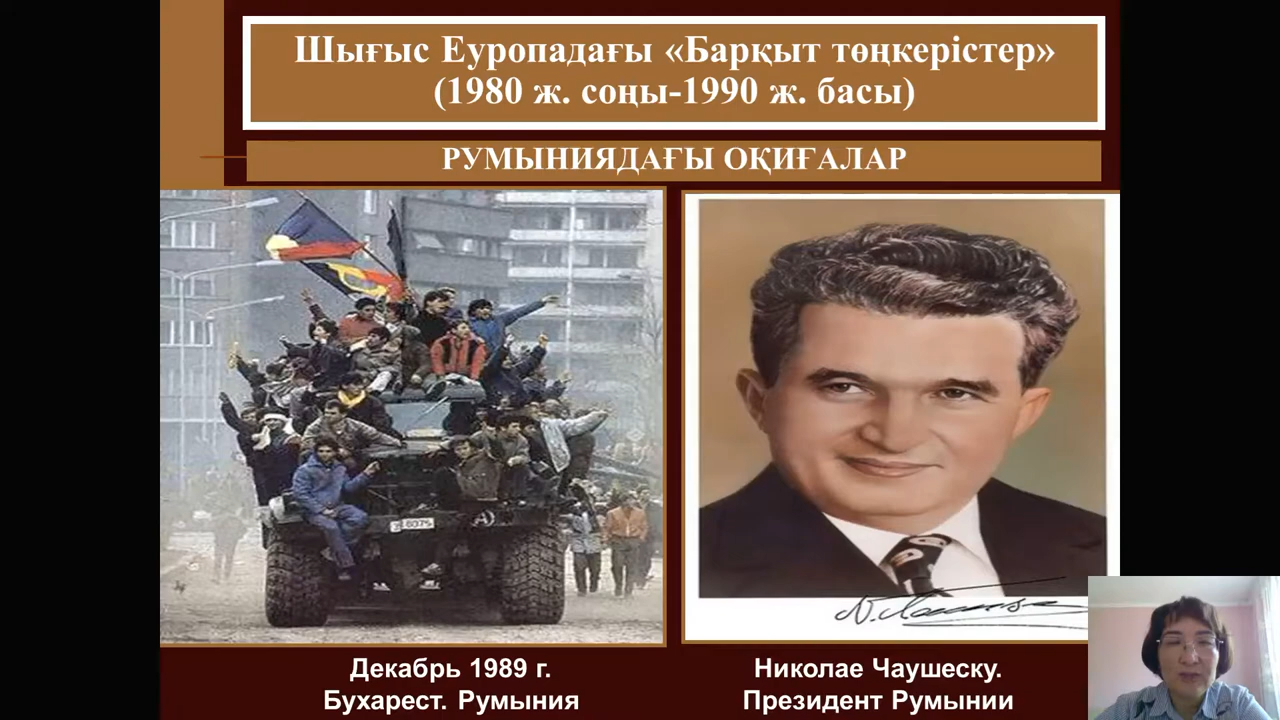 Шығыс Еуропадағы «Барқыт төңкерістер»
(1980 ж. соңы-1990 ж. басы)
РУМЫНИЯДАҒЫ ОҚИҒАЛАР
Декабрь 1989 г.
Бухарест. Румыния
Николае Чаушеску.
Президент Румынии